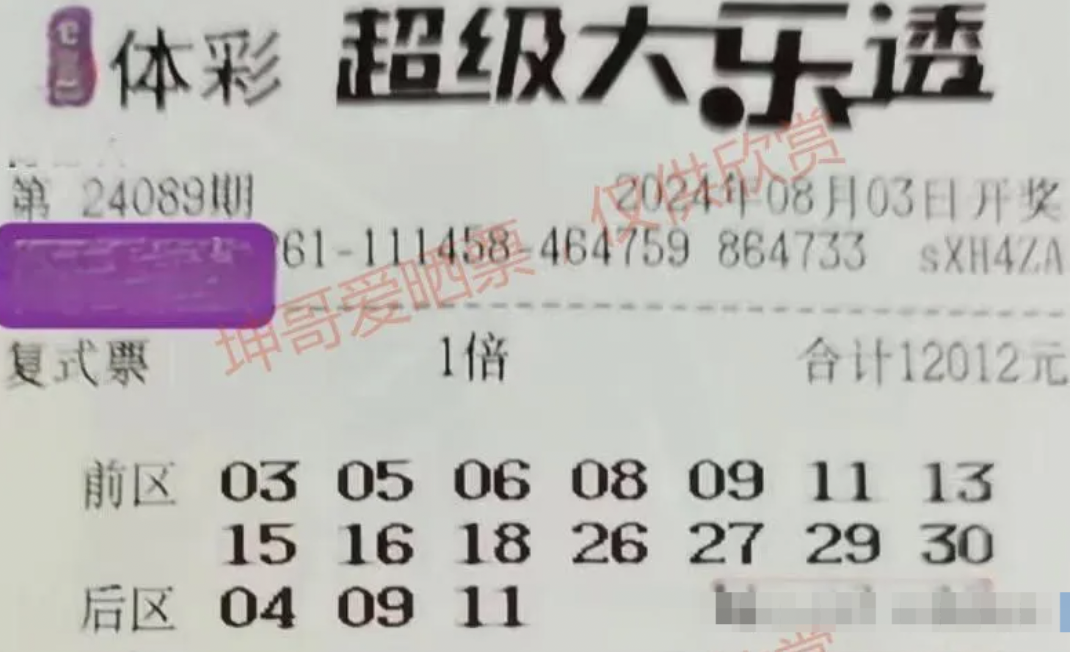 体彩 超级大乐透
第 24089期 2024年08月03日开奖
61-111458-464759 864733 sXH4ZA
坤哥爱晒票 仅供欣赏
复式票 1倍 合计12012元
前区 03 05 06 08 09 11 13
15 16 18 26 27 29 30
后区 04 09 11
欣赏